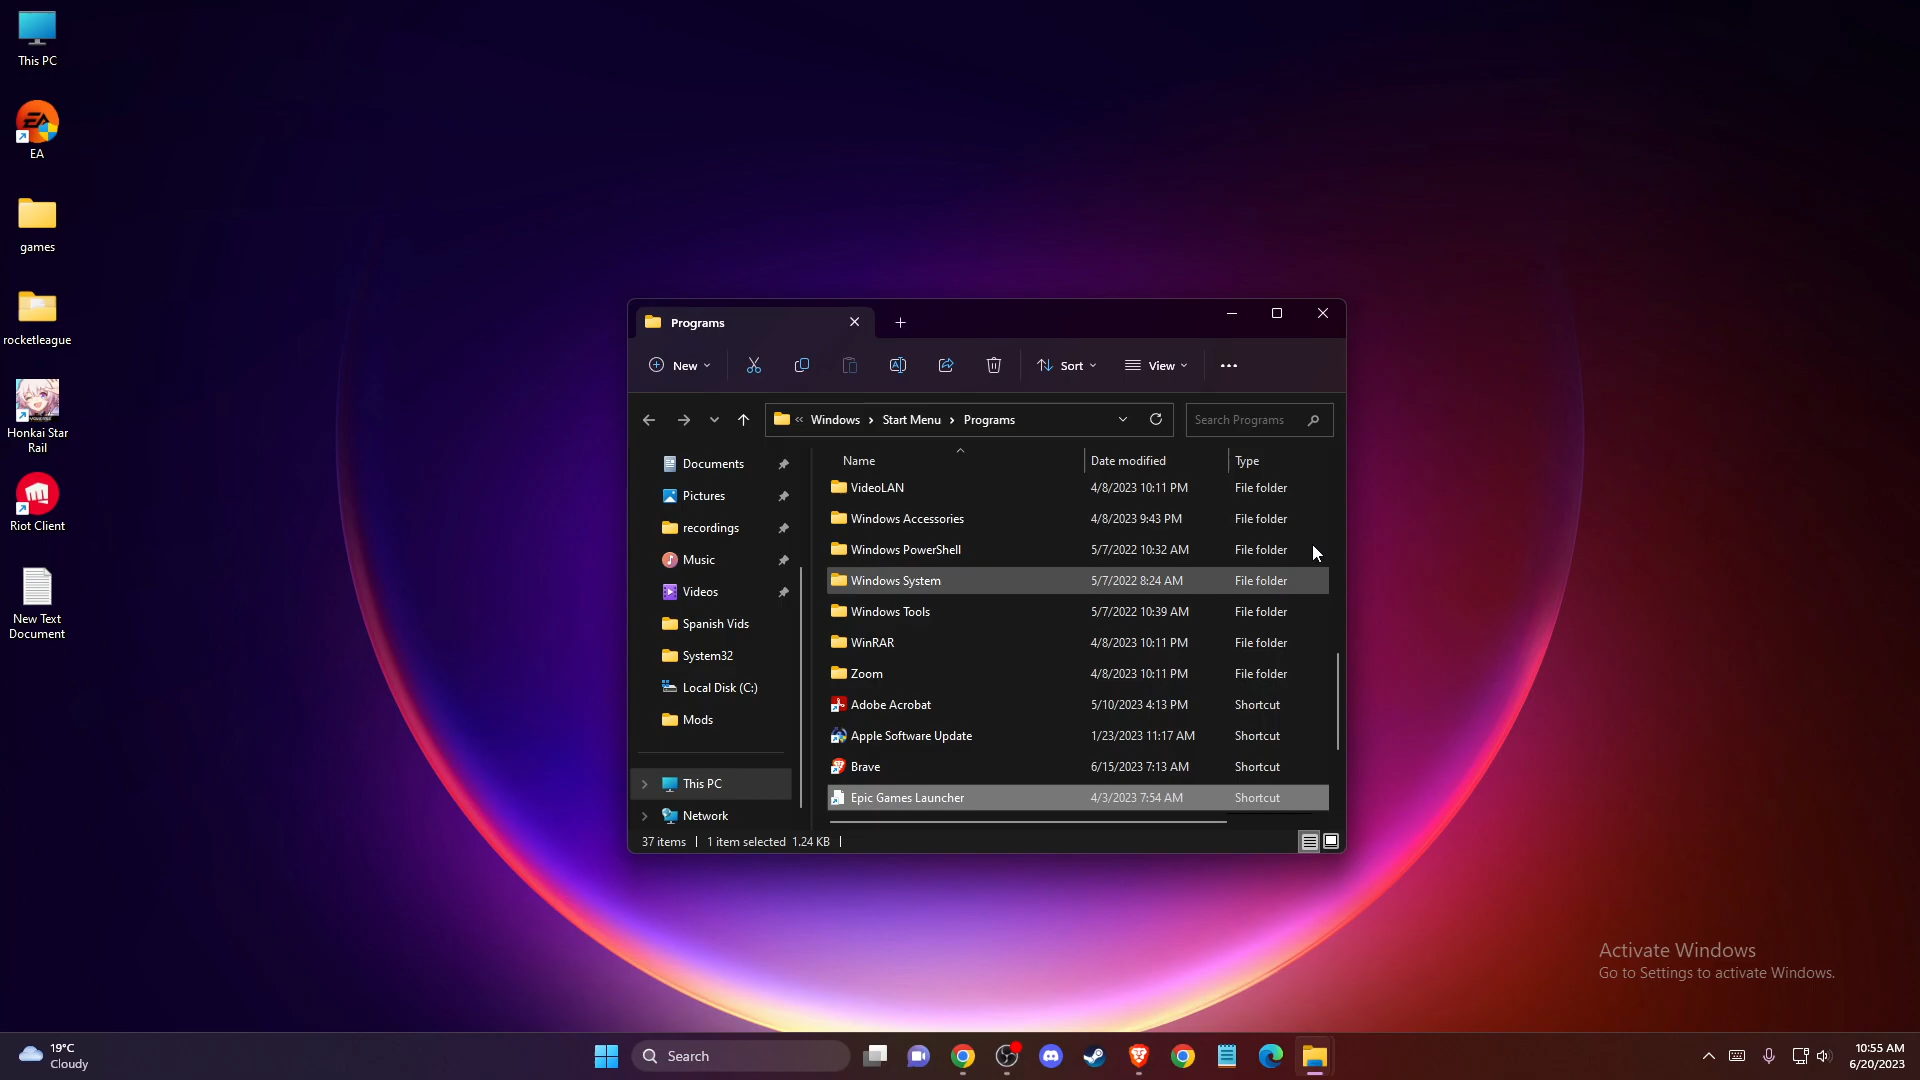 This PC
EA
games
rocketleague
Honkai Star
Rail
Riot Client
New Text
Document
Programs
New
Sort
View
Windows
Start Menu
Programs
Search Programs
Documents
Pictures
recordings
Music
Videos
Spanish Vids
System32
Local Disk (C:)
Mods
This PC
Network
Name Date modified Type
VideoLAN 4/8/2023 10:11 PM File folder
Windows Accessories 4/8/2023 9:43 PM File folder
Windows PowerShell 5/7/2022 10:32 AM File folder
Windows System 5/7/2022 8:24 AM File folder
Windows Tools 5/7/2022 10:39 AM File folder
WinRAR 4/8/2023 10:11 PM File folder
Zoom 4/8/2023 10:11 PM File folder
Adobe Acrobat 5/10/2023 4:13 PM Shortcut
Apple Software Update 1/23/2023 11:17 AM Shortcut
Brave 6/15/2023 7:13 AM Shortcut
Epic Games Launcher 4/3/2023 7:54 AM Shortcut
37 items 1 item selected 1.24 KB
Activate Windows
Go to Settings to activate Windows.
19°C
Cloudy
Search
10:55 AM
6/20/2023